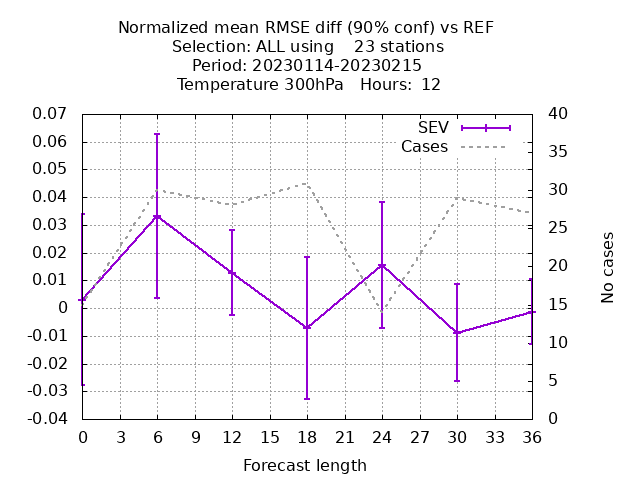 Normalized mean RMSE diff (90% conf) vs REF
Selection: ALL using    23 stations
Period: 20230114-20230215
Temperature 300hPa   Hours:  12
0.07
0.06
0.05
0.04
0.03
0.02
0.01
0
-0.01
-0.02
-0.03
-0.04
SEV
Cases
40
35
30
25
20
15
10
5
0
No cases
0 3 6 9 12 15 18 21 24 27 30 33 36
Forecast length